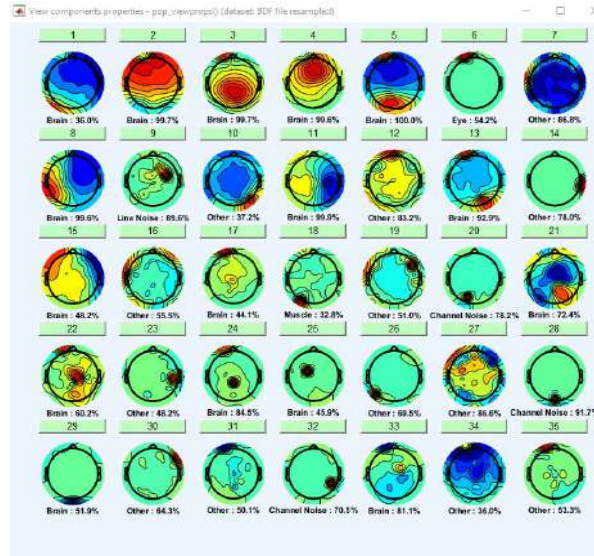 View components properties - pop_viewprops() (dataset: BDF file resampled)
1 2 3 4 5 6 7
Brain : 36.0% Brain : 99.7% Brain : 99.7% Brain : 99.6% Brain : 100.0% Eye : 54.2% Other : 86.8%
8 9 10 11 12 13 14
Brain : 99.6% Line Noise : 89.6% Other : 37.2% Brain : 99.9% Other : 83.2% Brain : 92.9% Other : 78.0%
15 16 17 18 19 20 21
Brain : 48.2% Other : 55.5% Brain : 44.1% Muscle : 32.8% Other : 51.0% Channel Noise : 78.2% Brain : 72.4%
22 23 24 25 26 27 28
Brain : 60.2% Other : 48.2% Brain : 84.5% Brain : 45.9% Other : 69.5% Other : 86.6% Channel Noise : 91.7%
29 30 31 32 33 34 35
Brain : 51.9% Other : 64.3% Other : 50.1% Channel Noise : 70.5% Brain : 81.1% Other : 36.0% Other : 53.3%